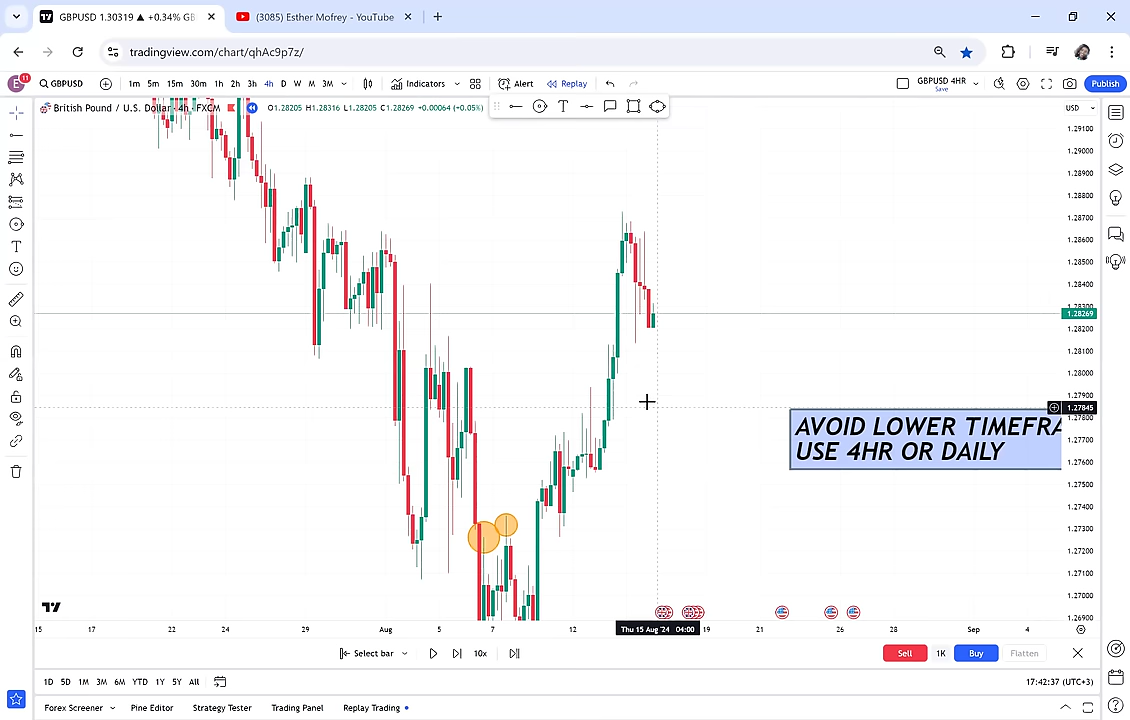 GBPUSD 1.30319 ▲ +0.34% GB
(3085) Esther Mofrey - YouTube
tradingview.com/chart/qhAc9p7z/
E 11
GBPUSD
1m 5m 15m 30m 1h 2h 3h 4h D W M 3M
Indicators
Alert
Replay
GBPUSD 4HR
Save
Publish
British Pound / U.S. Dollar · 4h · FXCM
O1.28205 H1.28316 L1.28205 C1.28269 +0.00064 (+0.05%)
USD
1.29100
1.29000
1.28900
1.28800
1.28700
1.28600
1.28500
1.28400
1.28300
1.28269
1.28200
1.28100
1.28000
1.27900
1.27845
1.27800
1.27700
1.27600
1.27500
1.27400
1.27300
1.27200
1.27100
1.27000
1.26900
AVOID LOWER TIMEFRA
USE 4HR OR DAILY
15 17 22 24 29 Aug 5 7 12 Thu 15 Aug '24 04:00 19 21 26 28 Sep 4
Select bar
10x
Sell 1K Buy Flatten
1D 5D 1M 3M 6M YTD 1Y 5Y All
17:42:37 (UTC+3)
Forex Screener Pine Editor Strategy Tester Trading Panel Replay Trading